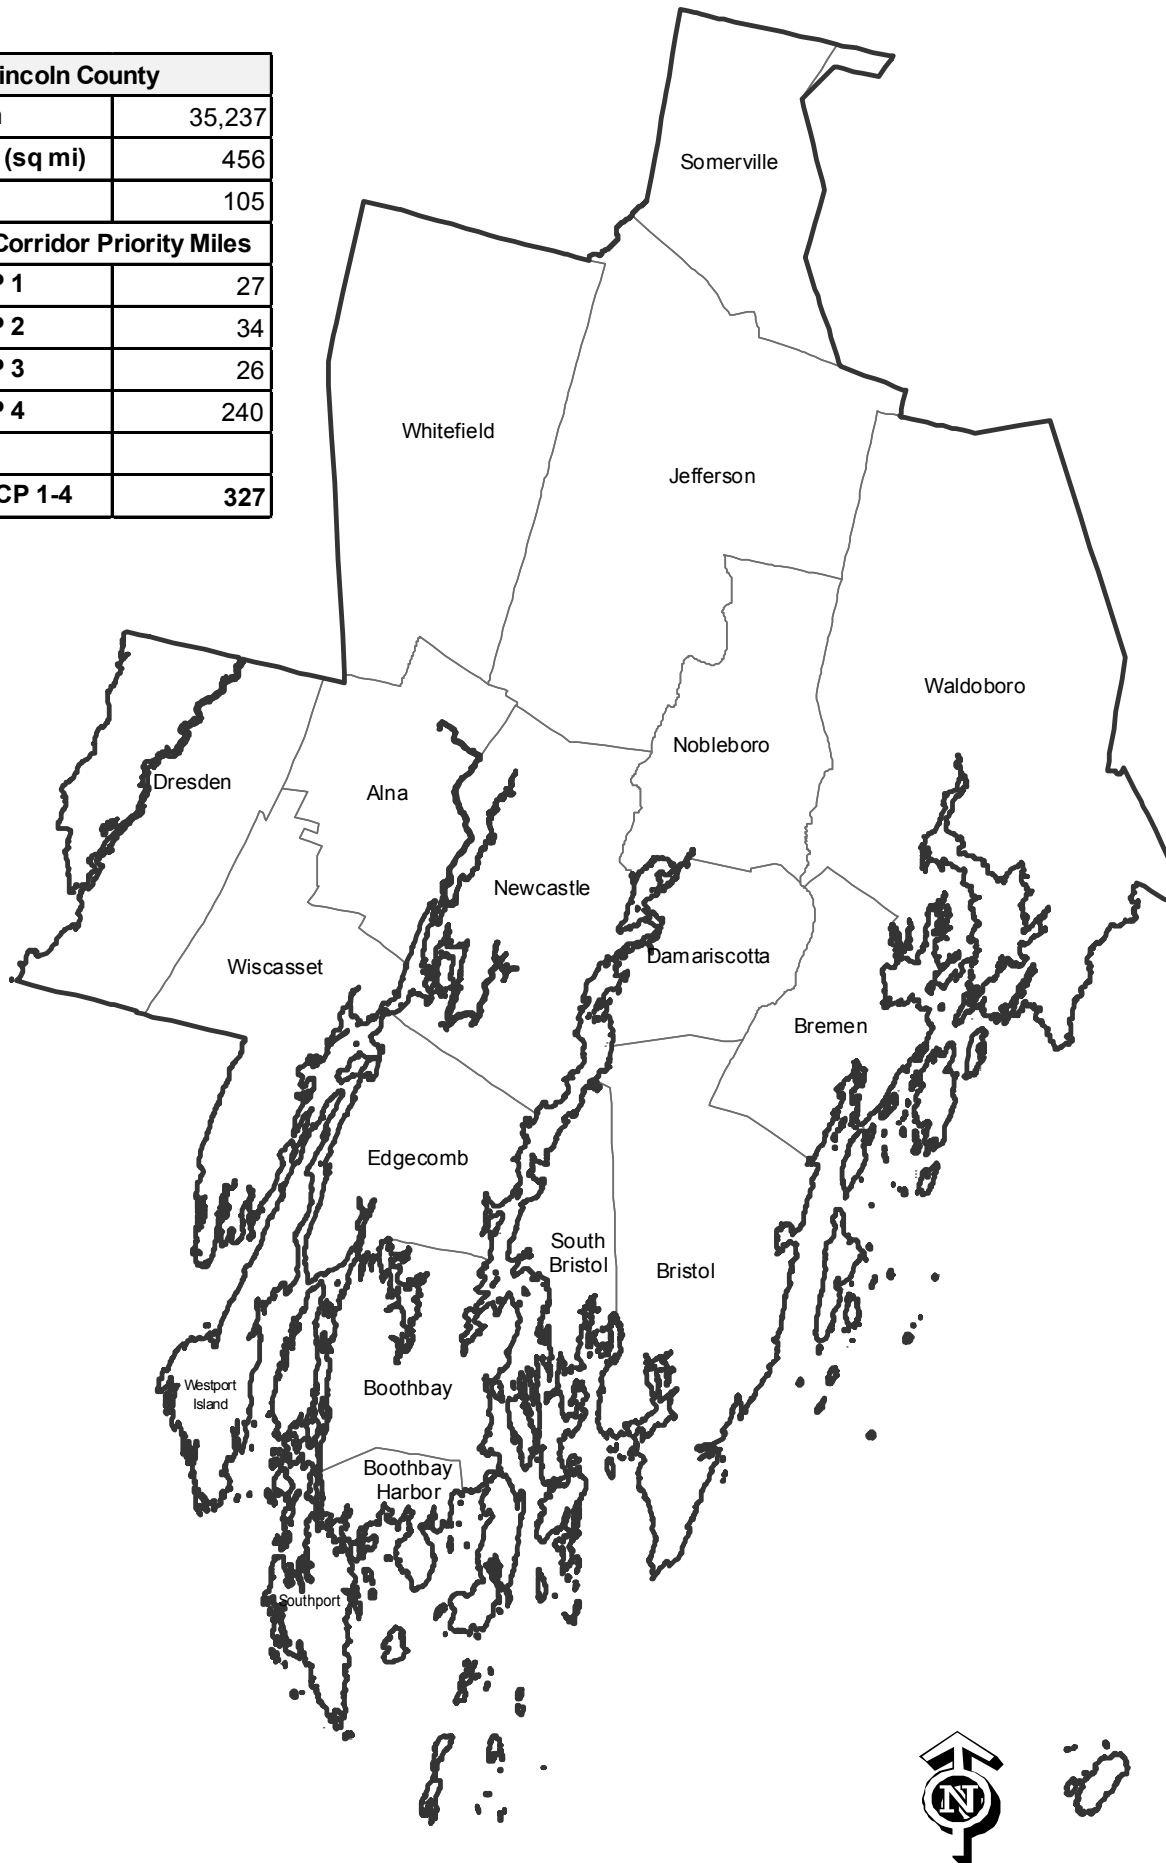 incoln County
35,237
(sq mi) 456
105
Corridor Priority Miles
P 1 27
P 2 34
P 3 26
P 4 240
CP 1-4 327
Somerville
Whitefield
Jefferson
Waldoboro
Nobleboro
Dresden
Alna
Newcastle
Damariscotta
Wiscasset
Bremen
Edgecomb
South
Bristol
Bristol
Westport
Island
Boothbay
Boothbay
Harbor
Southport
N